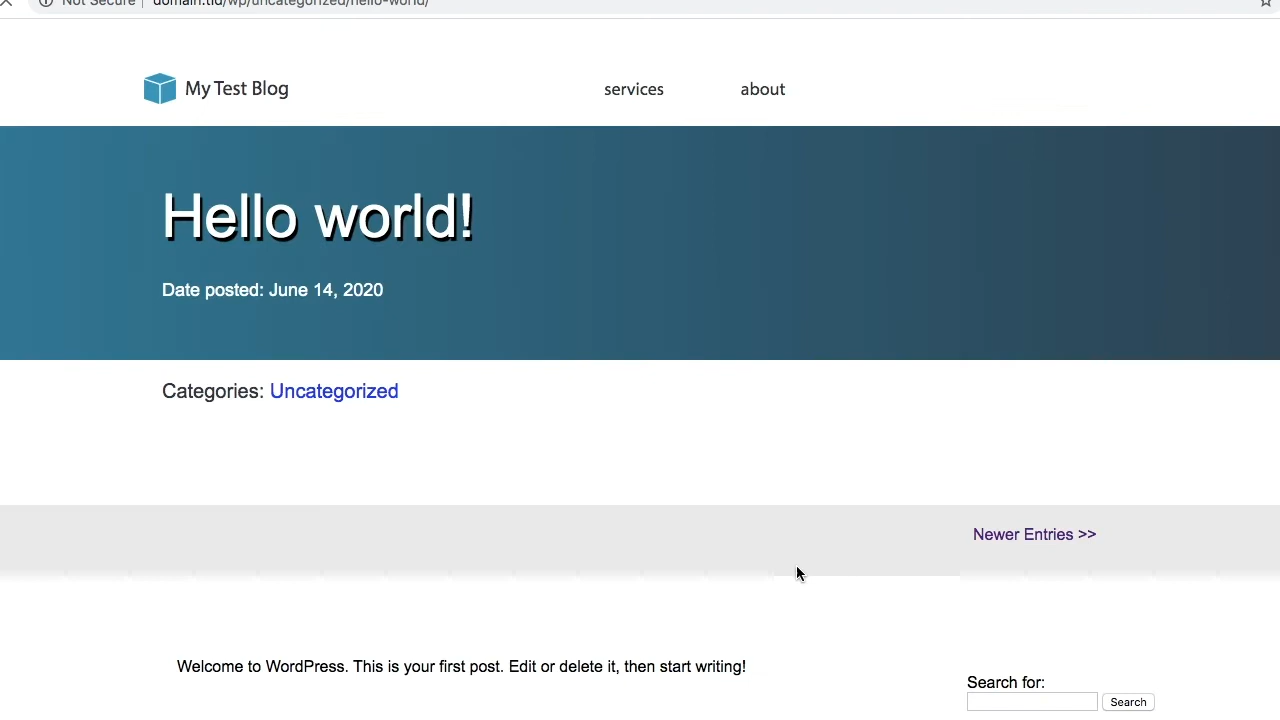 Not Secure | domain.tld/wp/uncategorized/hello-world/
My Test Blog
services
about
Hello world!
Date posted: June 14, 2020
Categories: Uncategorized
Newer Entries >>
Welcome to WordPress. This is your first post. Edit or delete it, then start writing!
Search for:
Search